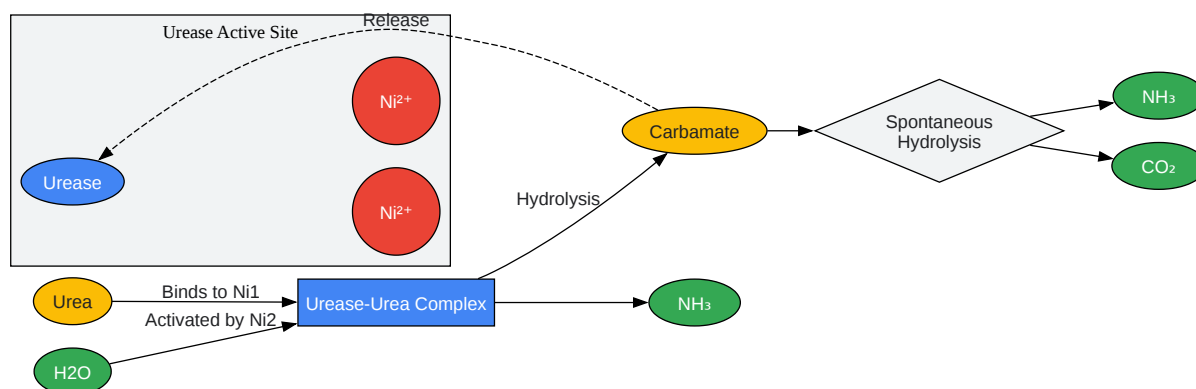 Release
Urease Active Site
Ni²⁺
NH₃
Carbamate
Spontaneous
Hydrolysis
CO₂
Urease
Hydrolysis
Ni²⁺
Urea
Binds to Ni1
Urease-Urea Complex
NH₃
Activated by Ni2
H2O